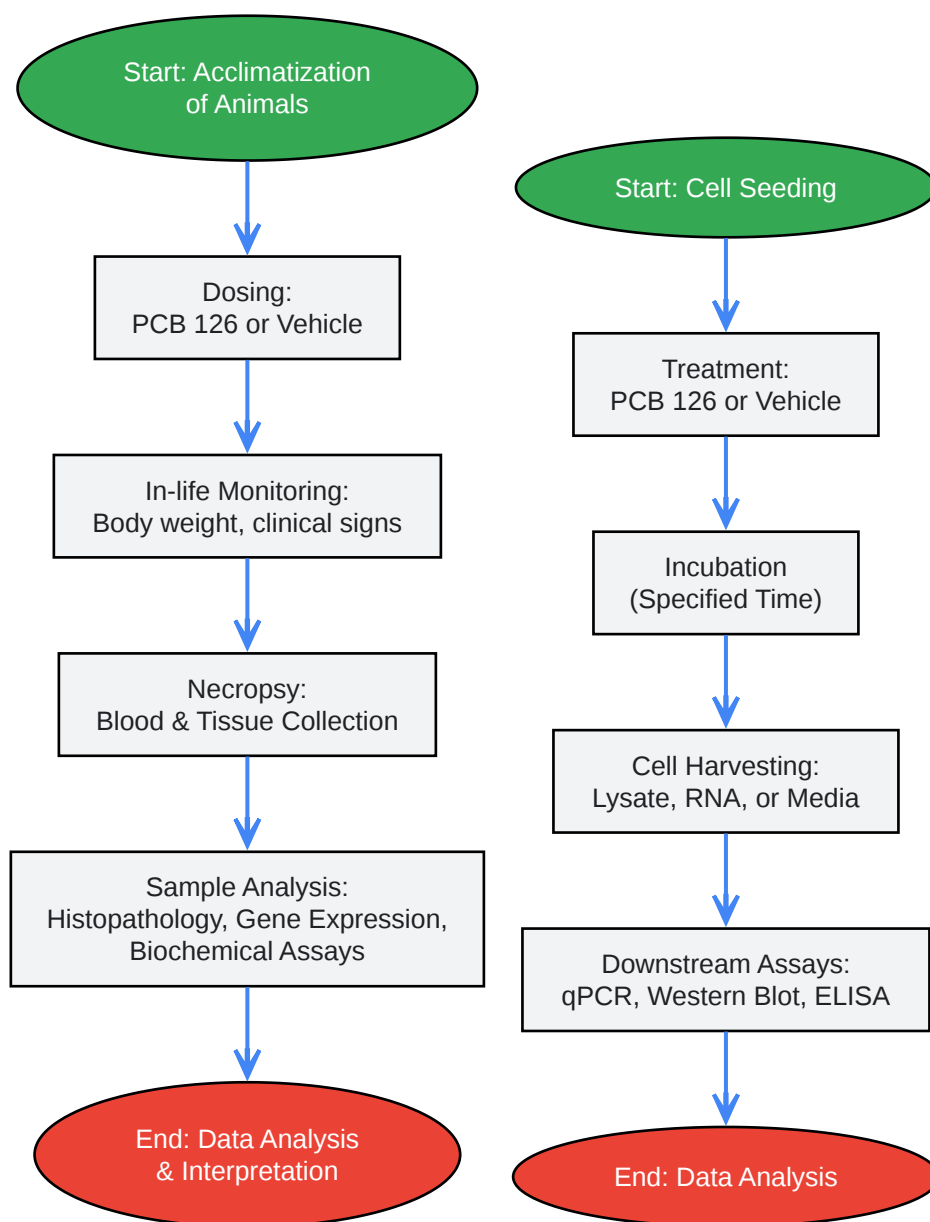 Start: Acclimatization
of Animals
Dosing:
PCB 126 or Vehicle
In-life Monitoring:
Body weight, clinical signs
Necropsy:
Blood & Tissue Collection
Sample Analysis:
Histopathology, Gene Expression,
Biochemical Assays
End: Data Analysis
& Interpretation
Start: Cell Seeding
Treatment:
PCB 126 or Vehicle
Incubation
(Specified Time)
Cell Harvesting:
Lysate, RNA, or Media
Downstream Assays:
qPCR, Western Blot, ELISA
End: Data Analysis